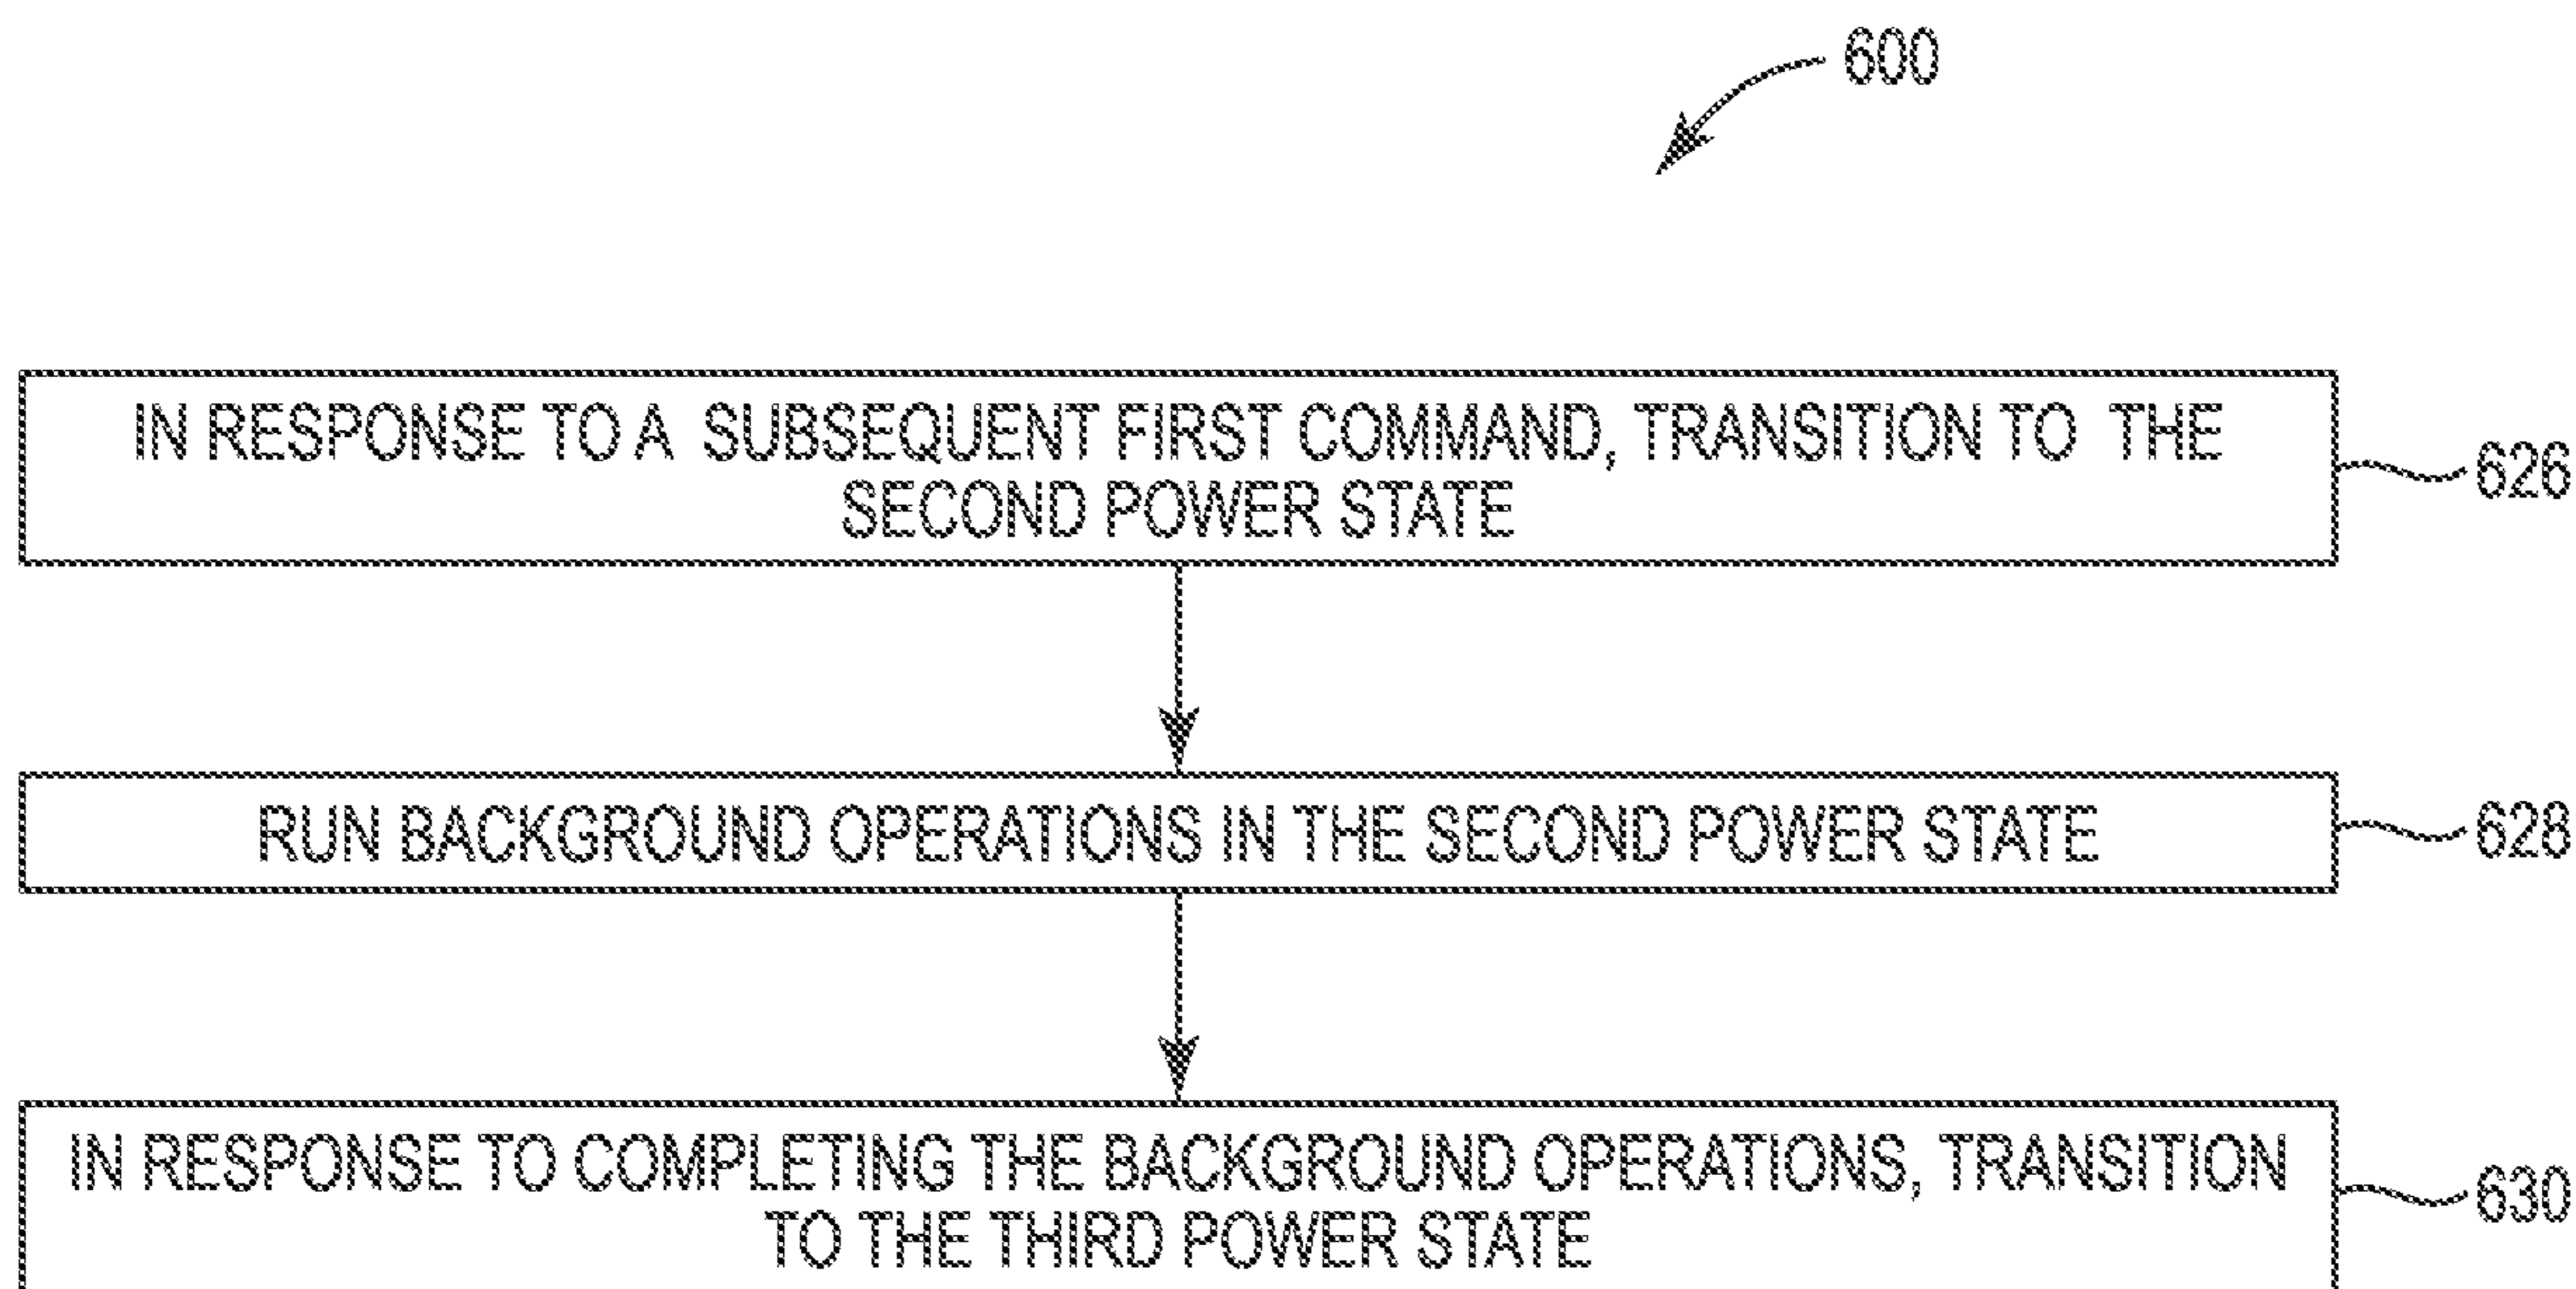 600
IN RESPONSE TO A SUBSEQUENT FIRST COMMAND, TRANSITION TO THE
SECOND POWER STATE
626
RUN BACKGROUND OPERATIONS IN THE SECOND POWER STATE
628
IN RESPONSE TO COMPLETING THE BACKGROUND OPERATIONS, TRANSITION
TO THE THIRD POWER STATE
630